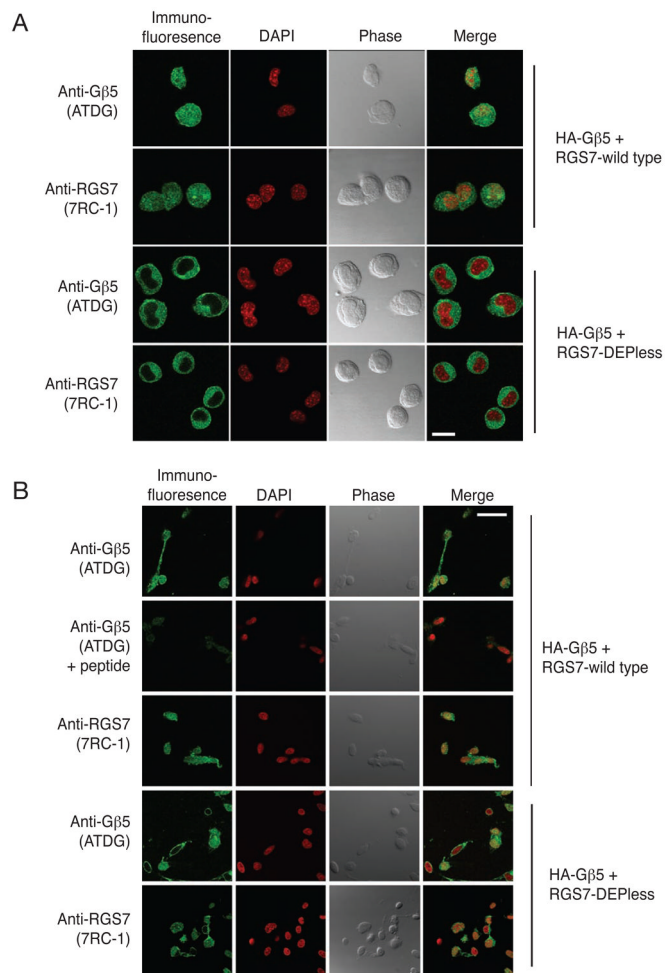 A
Immuno-
fluoresence
DAPI
Phase
Merge
Anti-Gβ5
(ATDG)
Anti-RGS7
(7RC-1)
HA-Gβ5 +
RGS7-wild type
Anti-Gβ5
(ATDG)
Anti-RGS7
(7RC-1)
HA-Gβ5 +
RGS7-DEPless
B
Immuno-
fluoresence
DAPI
Phase
Merge
Anti-Gβ5
(ATDG)
Anti-Gβ5
(ATDG)
+ peptide
Anti-RGS7
(7RC-1)
HA-Gβ5 +
RGS7-wild type
Anti-Gβ5
(ATDG)
Anti-RGS7
(7RC-1)
HA-Gβ5 +
RGS7-DEPless